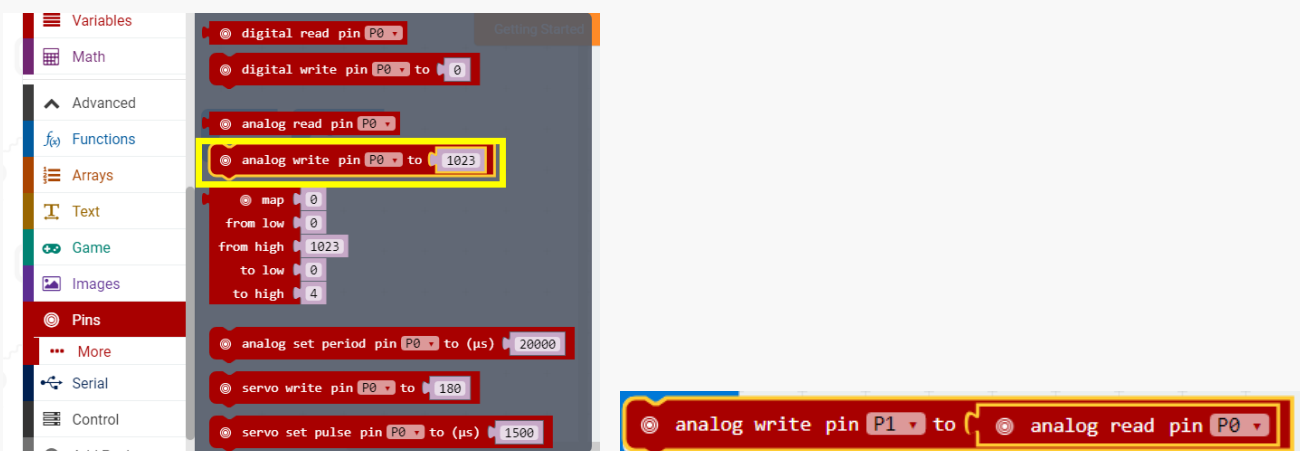 Variables
Math
Advanced
Functions
Arrays
Text
Game
Images
Pins
More
Serial
Control
Getting Started
digital read pin P0
digital write pin P0 to 0
analog read pin P0
analog write pin P0 to 1023
map 0
from low 0
from high 1023
to low 0
to high 4
analog set period pin P0 to (µs) 20000
servo write pin P0 to 180
servo set pulse pin P0 to (µs) 1500
analog write pin P1 to analog read pin P0